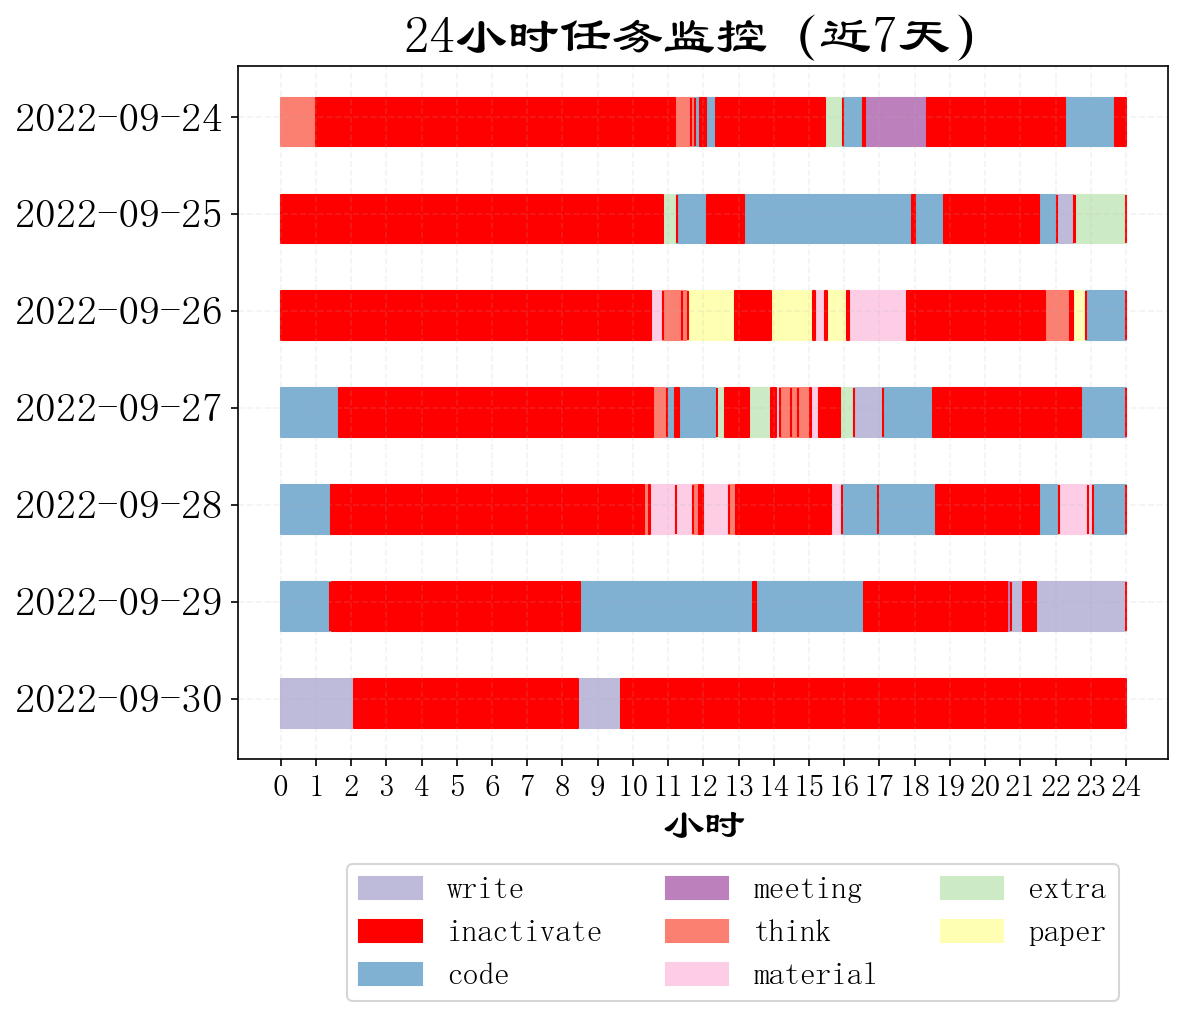 24小时任务监控 (近7天)
2022-09-24
2022-09-25
2022-09-26
2022-09-27
2022-09-28
2022-09-29
2022-09-30
0 1 2 3 4 5 6 7 8 9 10 11 12 13 14 15 16 17 18 19 20 21 22 23 24
小时
write meeting extra
inactivate think paper
code material